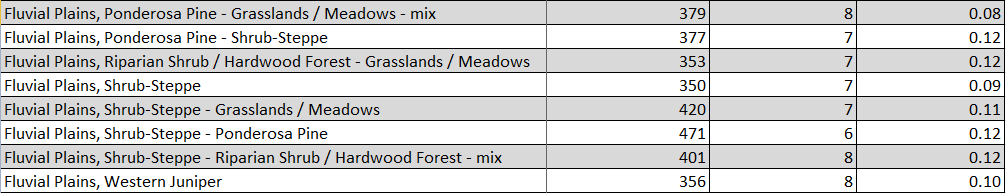 Fluvial Plains, Ponderosa Pine - Grasslands / Meadows - mix 379 8 0.08
Fluvial Plains, Ponderosa Pine - Shrub-Steppe 377 7 0.12
Fluvial Plains, Riparian Shrub / Hardwood Forest - Grasslands / Meadows 353 7 0.12
Fluvial Plains, Shrub-Steppe 350 7 0.09
Fluvial Plains, Shrub-Steppe - Grasslands / Meadows 420 7 0.11
Fluvial Plains, Shrub-Steppe - Ponderosa Pine 471 6 0.12
Fluvial Plains, Shrub-Steppe - Riparian Shrub / Hardwood Forest - mix 401 8 0.12
Fluvial Plains, Western Juniper 356 8 0.10